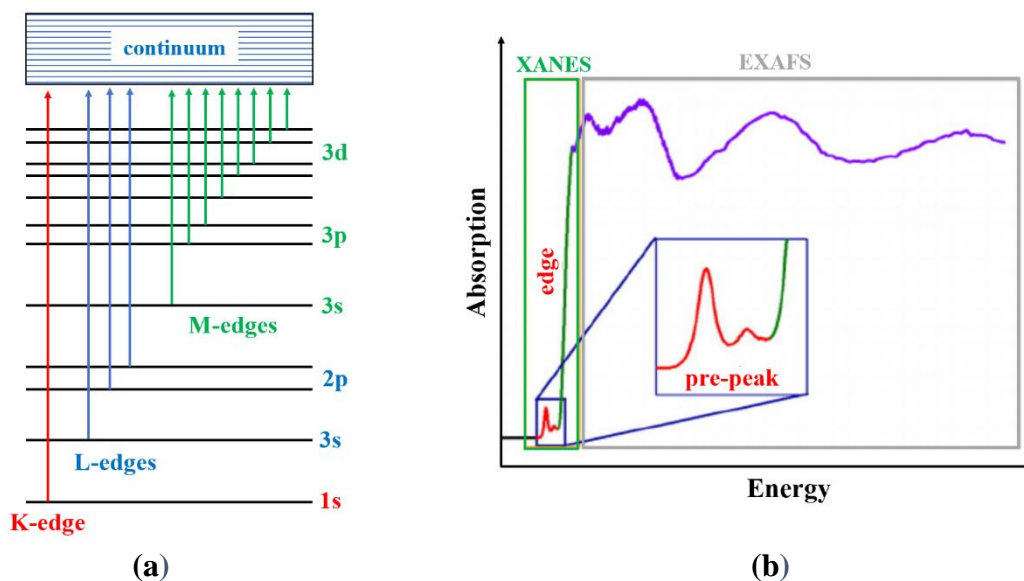 continuum
3d
3p
3s
M-edges
2p
3s
L-edges
1s
K-edge
(a)
XANES
EXAFS
Absorption
edge
pre-peak
Energy
(b)